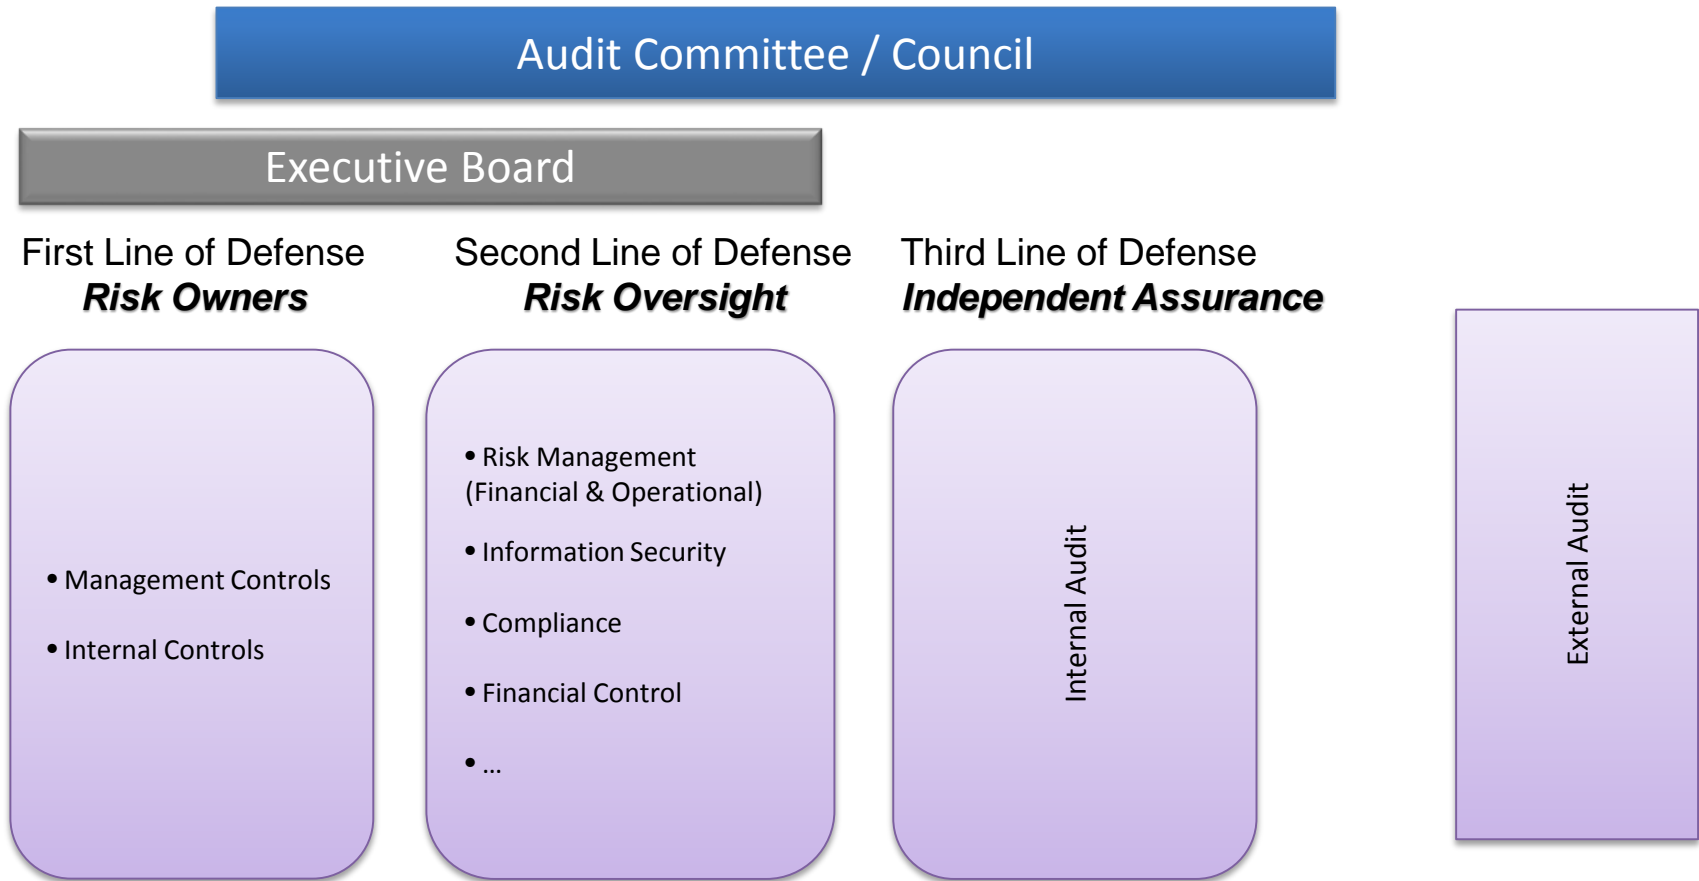 Audit Committee / Council
Executive Board
First Line of Defense
Risk Owners
Second Line of Defense
Risk Oversight
Third Line of Defense
Independent Assurance
• Management Controls
• Internal Controls
• Risk Management
(Financial & Operational)
• Information Security
• Compliance
• Financial Control
• ...
Internal Audit
External Audit